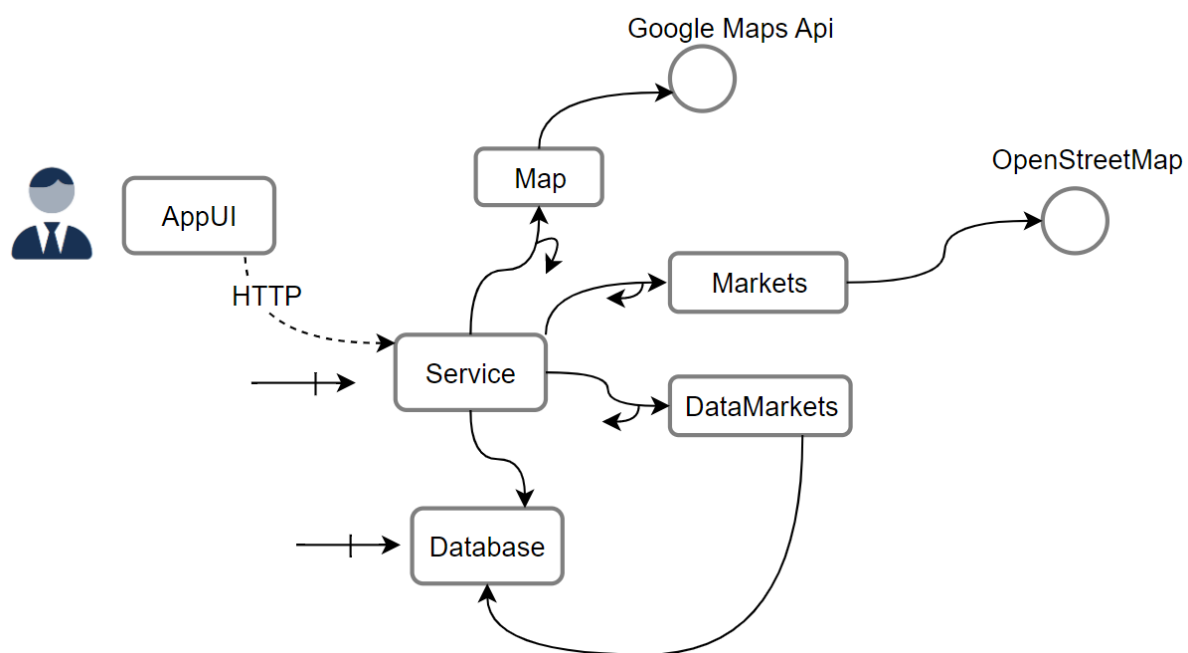 Google Maps Api
OpenStreetMap
Map
AppUI
Markets
HTTP
Service
DataMarkets
Database